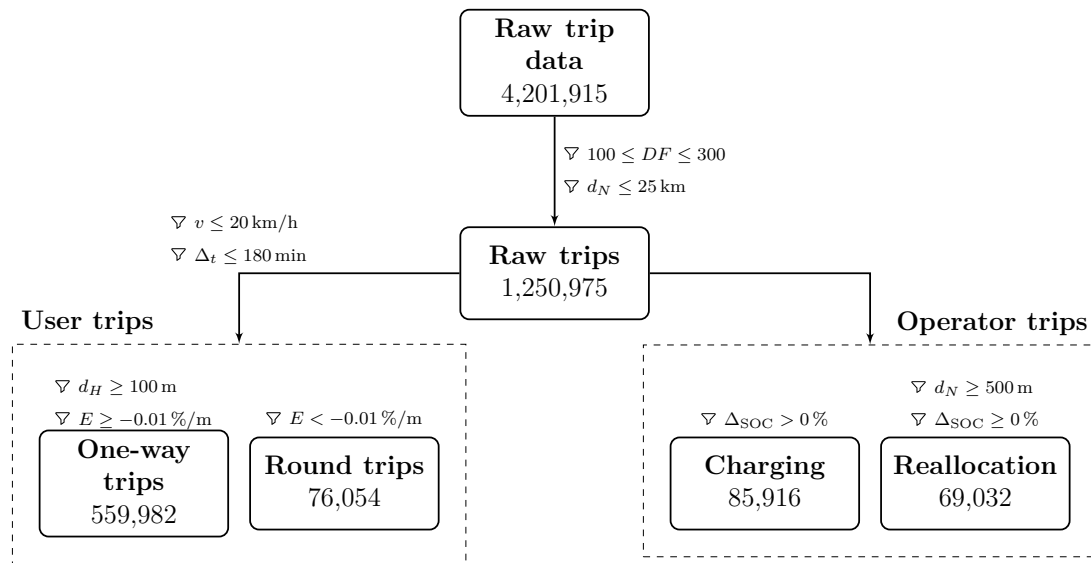 Raw trip
data
4,201,915
100 ≤ DF ≤ 300
d_N ≤ 25 km
v ≤ 20 km/h
Δ_t ≤ 180 min
Raw trips
1,250,975
User trips
Operator trips
d_H ≥ 100 m
E ≥ −0.01 %/m
One-way
trips
559,982
E < −0.01 %/m
Round trips
76,054
Δ_SOC > 0 %
Charging
85,916
d_N ≥ 500 m
Δ_SOC ≥ 0 %
Reallocation
69,032